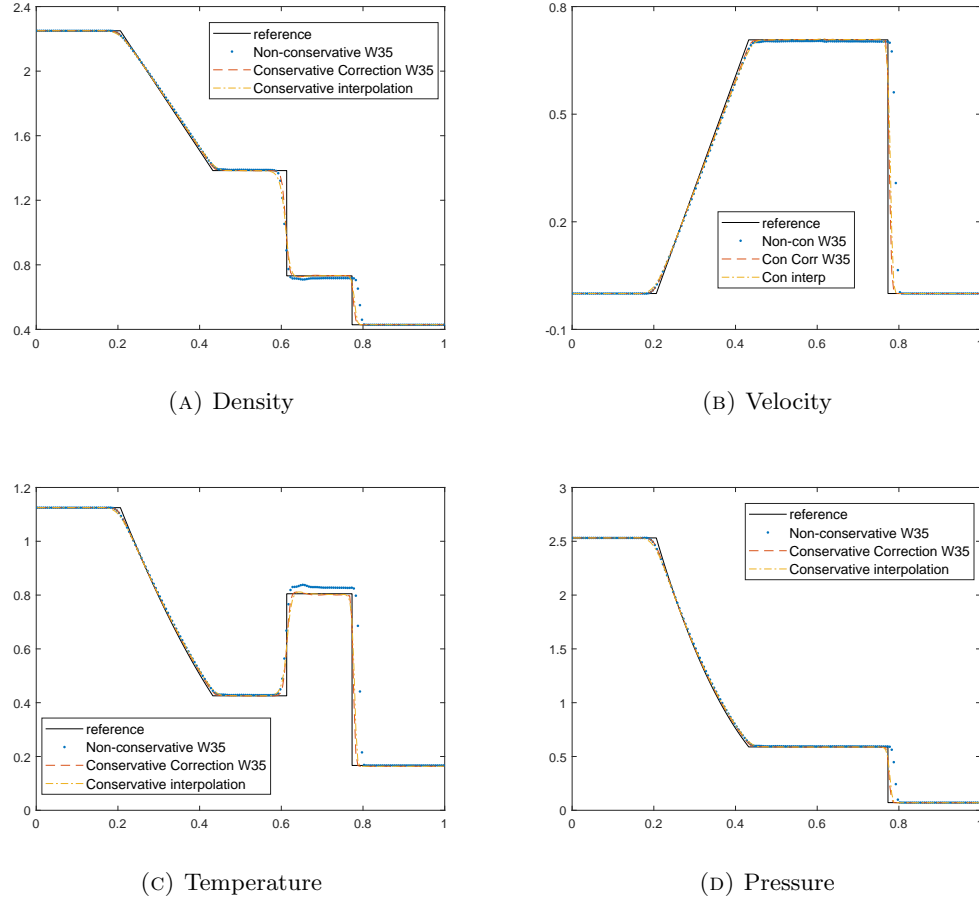 2.4
2
1.6
1.2
0.8
0.4
0 0.2 0.4 0.6 0.8 1
reference
Non-conservative W35
Conservative Correction W35
Conservative interpolation
(A) Density
0.8
0.5
0.2
-0.1
0 0.2 0.4 0.6 0.8 1
reference
Non-con W35
Con Corr W35
Con interp
(B) Velocity
1.2
1
0.8
0.6
0.4
0.2
0
0 0.2 0.4 0.6 0.8 1
reference
Non-conservative W35
Conservative Correction W35
Conservative interpolation
(C) Temperature
3
2.5
2
1.5
1
0.5
0
0 0.2 0.4 0.6 0.8 1
reference
Non-conservative W35
Conservative Correction W35
Conservative interpolation
(D) Pressure